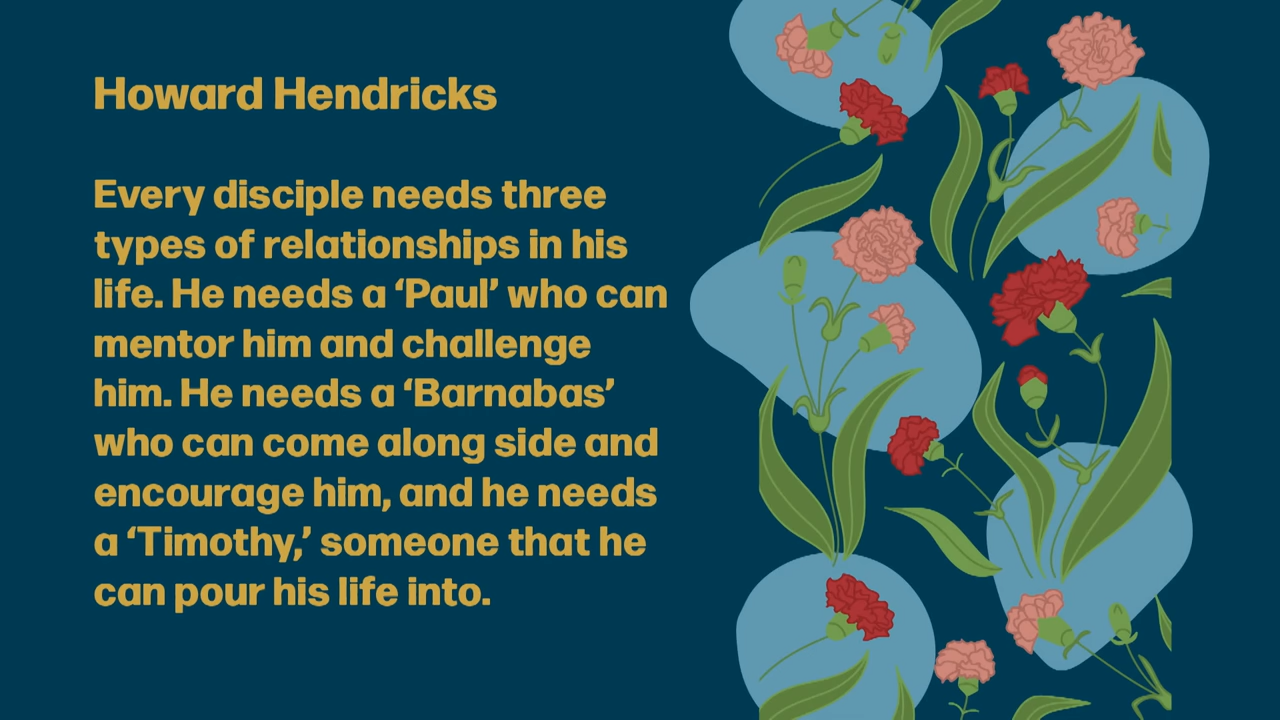 Howard Hendricks
Every disciple needs three
types of relationships in his
life. He needs a ‘Paul’ who can
mentor him and challenge
him. He needs a ‘Barnabas’
who can come along side and
encourage him, and he needs
a ‘Timothy,’ someone that he
can pour his life into.